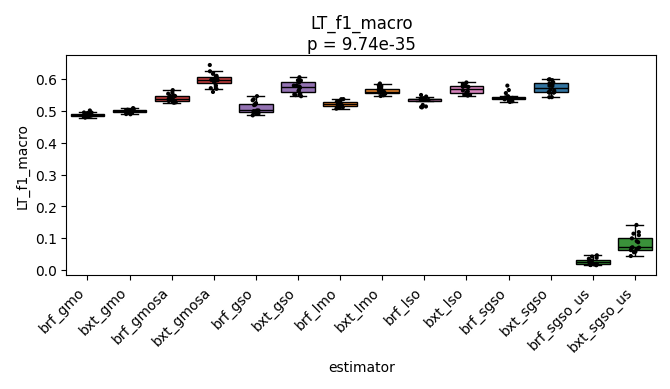 LT_f1_macro
p = 9.74e-35
LT_f1_macro
0.6
0.5
0.4
0.3
0.2
0.1
0.0
brf_gmo
bxt_gmo
brf_gmosa
bxt_gmosa
brf_gso
bxt_gso
brf_lmo
bxt_lmo
brf_lso
bxt_lso
brf_sgso
bxt_sgso
brf_sgso_us
bxt_sgso_us
estimator